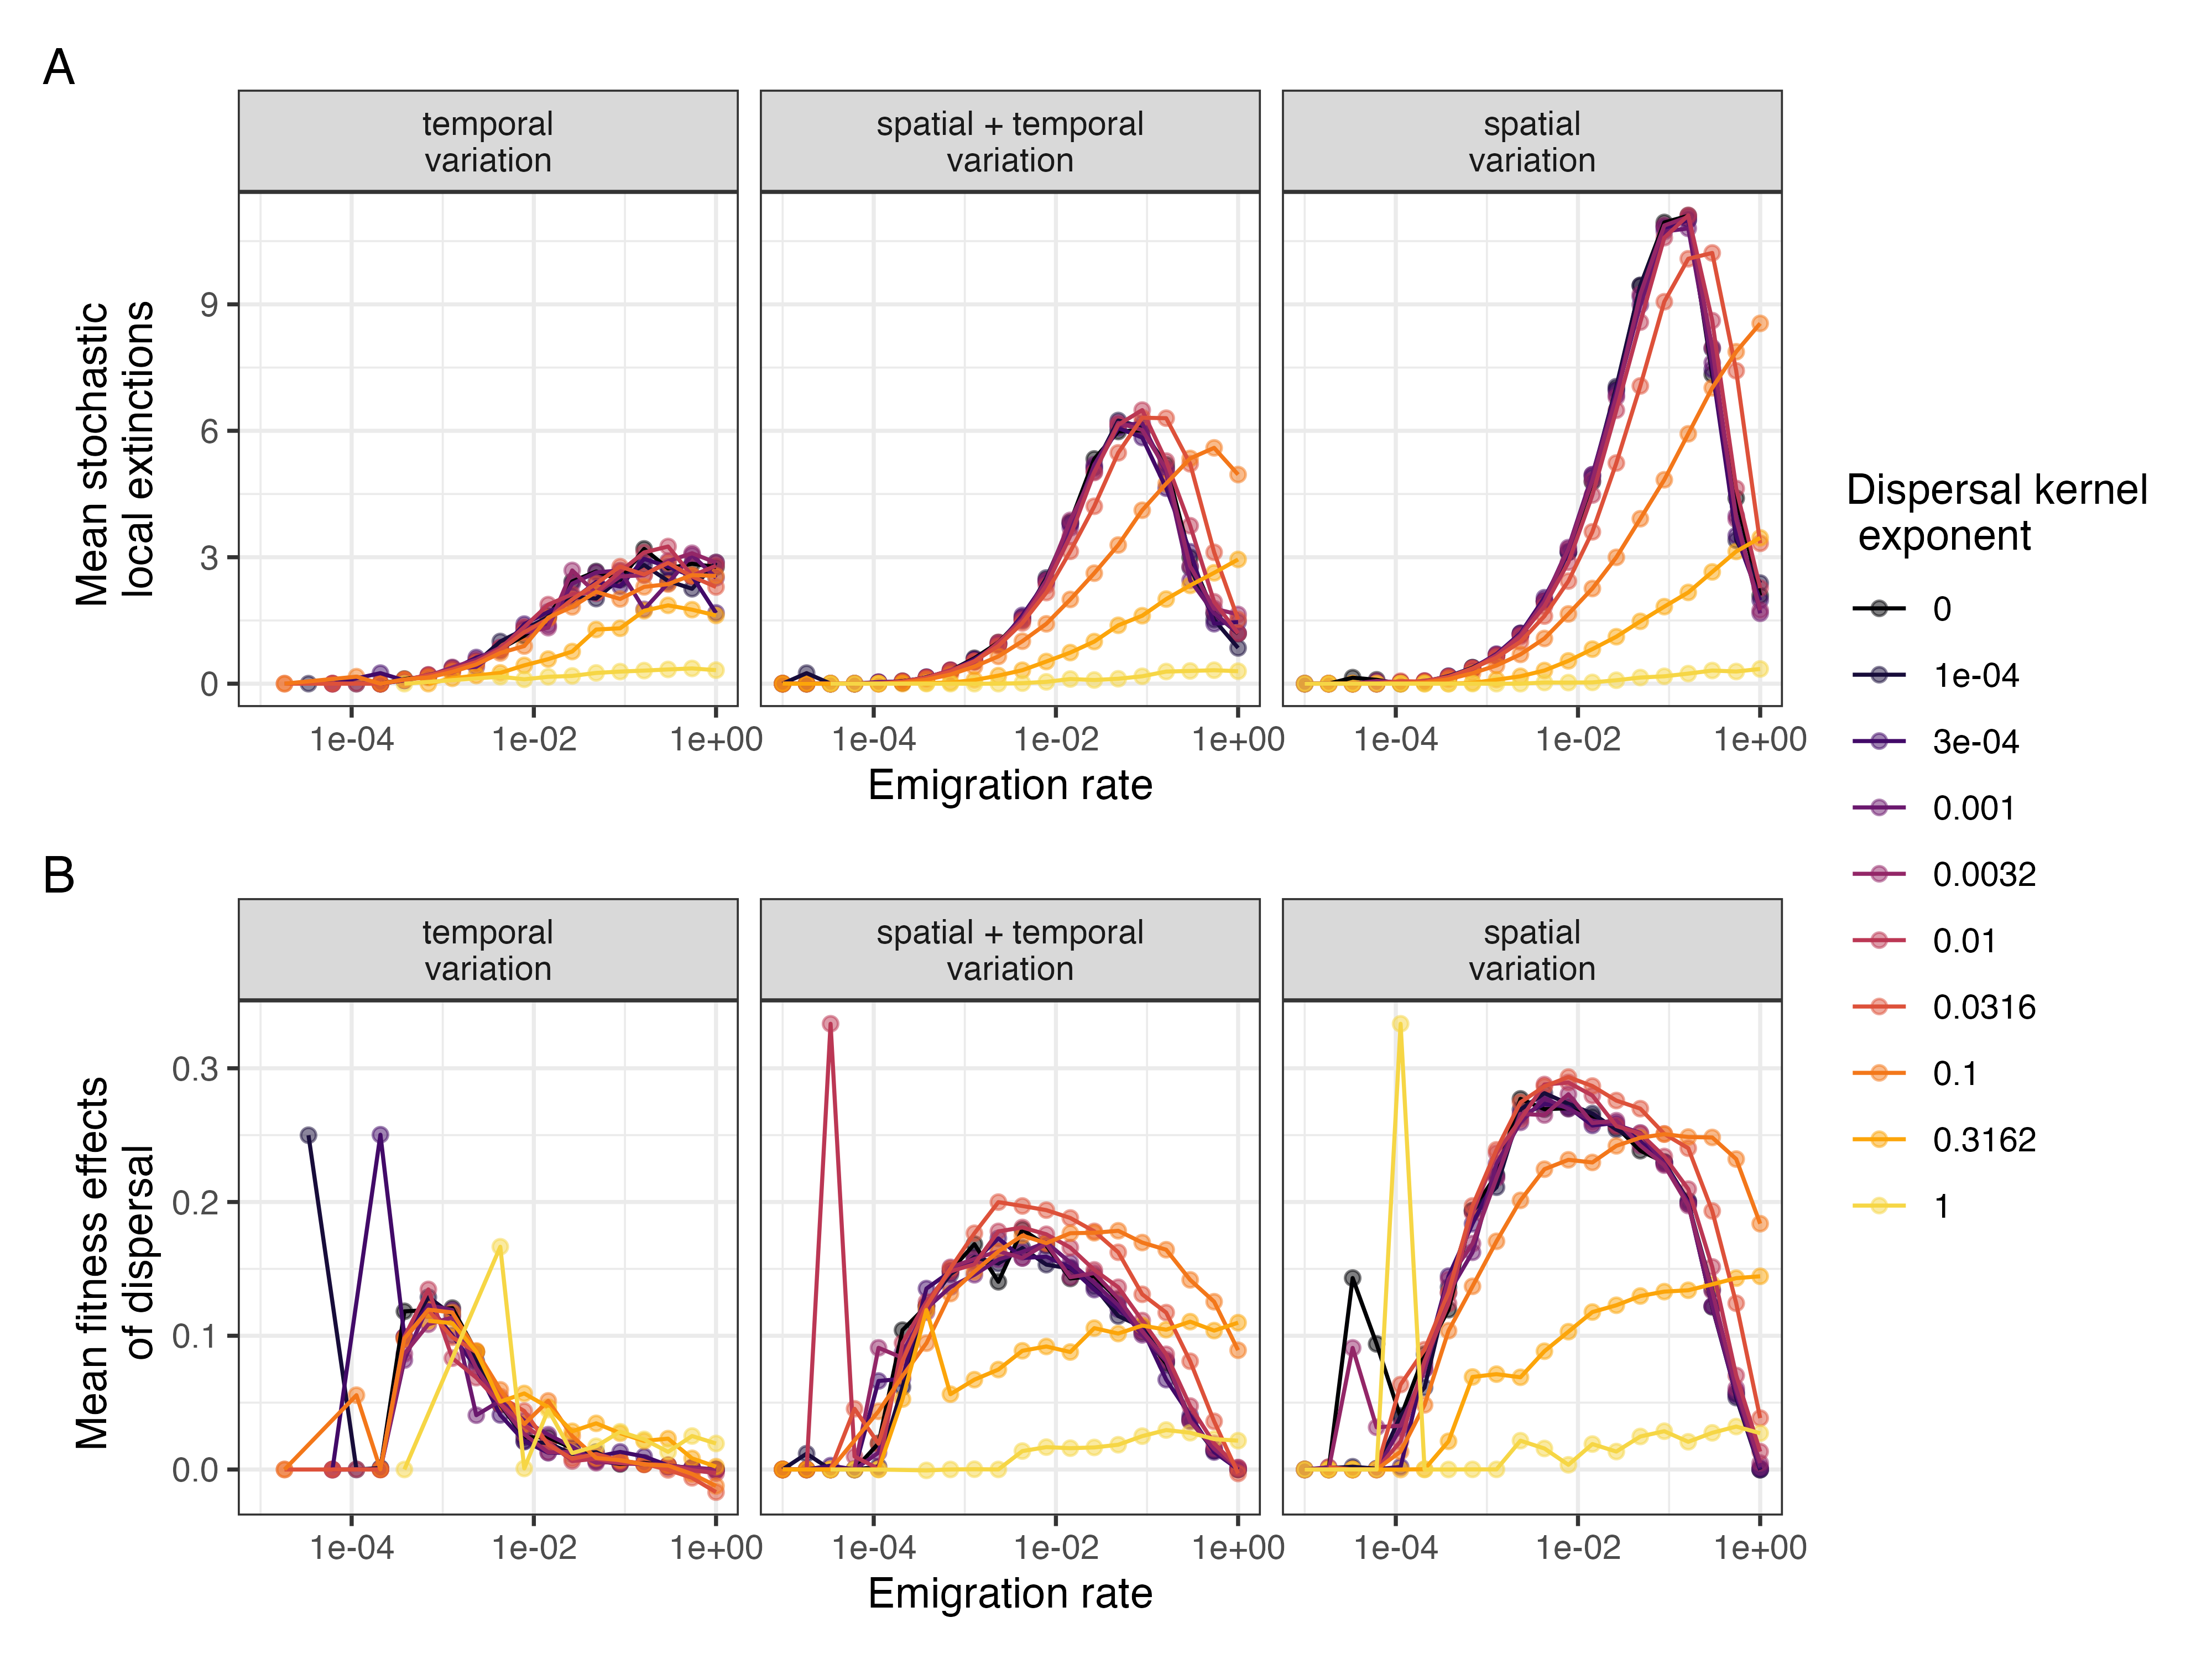 A
temporal
variation
spatial + temporal
variation
spatial
variation
Mean stochastic
local extinctions
9
6
3
0
1e-04
1e-02
1e+00
1e-04
1e-02
1e+00
1e-04
1e-02
1e+00
Emigration rate
B
temporal
variation
spatial + temporal
variation
spatial
variation
Mean fitness effects
of dispersal
0.3
0.2
0.1
0.0
1e-04
1e-02
1e+00
1e-04
1e-02
1e+00
1e-04
1e-02
1e+00
Emigration rate
Dispersal kernel
exponent
0
1e-04
3e-04
0.001
0.0032
0.01
0.0316
0.1
0.3162
1